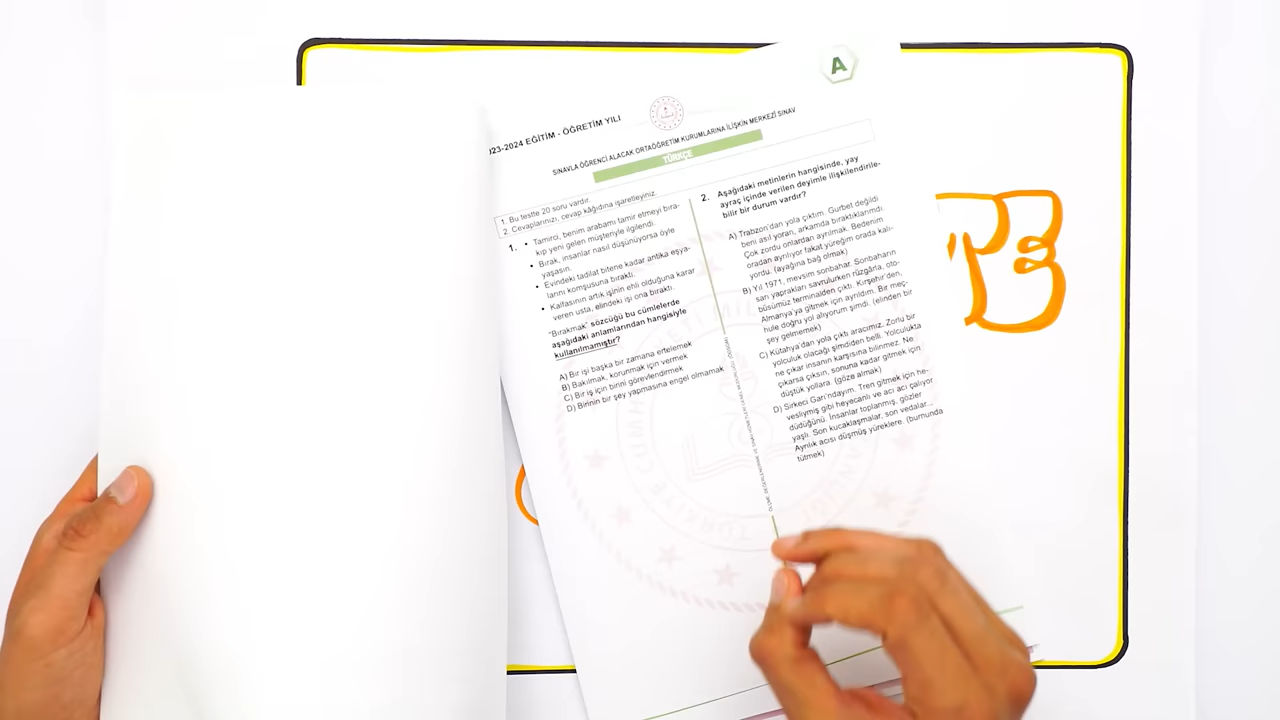 A
023-2024 EĞİTİM - ÖĞRETİM YILI
SINAVLA ÖĞRENCİ ALACAK ORTAÖĞRETİM KURUMLARINA İLİŞKİN MERKEZİ SINAV
TÜRKÇE
1. Bu testte 20 soru vardır.
2. Cevaplarınızı, cevap kâğıdına işaretleyiniz.
1. • Tamirci, benim arabamı tamir etmeyi bıra-
kıp yeni gelen müşteriyle ilgilendi.
• Bırak, insanlar nasıl düşünüyorsa öyle
yaşasın.
• Evindeki tadilat bitene kadar antika eşya-
larını komşusuna bıraktı.
• Kalfasının artık işinin ehli olduğuna karar
veren usta, elindeki işi ona bıraktı.
"Bırakmak" sözcüğü bu cümlelerde
aşağıdaki anlamlarından hangisiyle
kullanılmamıştır?
A) Bir işi başka bir zamana ertelemek
B) Bakılmak, korunmak için vermek
C) Bir iş için birini görevlendirmek
D) Birinin bir şey yapmasına engel olmamak
2. Aşağıdaki metinlerin hangisinde, yay
ayraç içinde verilen deyimle ilişkilendirile-
bilir bir durum vardır?
A) Trabzon'dan yola çıktım. Gurbet değildi
beni asıl yoran, arkamda bıraktıklarımdı.
Çok zordu onlardan ayrılmak. Bedenim
oradan ayrılıyor fakat yüreğim orada kalı-
yordu. (ayağına bağ olmak)
B) Yıl 1971, mevsim sonbahar. Sonbaharın
sarı yaprakları savrulurken rüzgârla, oto-
büsümüz terminalden çıktı. Kırşehir'den,
Almanya'ya gitmek için ayrıldım. Bir meç-
hule doğru yol alıyorum şimdi. (elinden bir
şey gelmemek)
C) Kütahya'dan yola çıktı aracımız. Zorlu bir
yolculuk olacağı şimdiden belli. Yolculukta
ne çıkar insanın karşısına bilinmez. Ne
çıkarsa çıksın, sonuna kadar gitmek için
düştük yollara. (göze almak)
D) Sirkeci Garı'ndayım. Tren gitmek için he-
vesliymiş gibi heyecanlı ve acı acı çalıyor
düdüğünü. İnsanlar toplanmış, gözler
yaşlı. Son kucaklaşmalar, son vedalar...
Ayrılık acısı düşmüş yüreklere. (burnunda
tütmek)